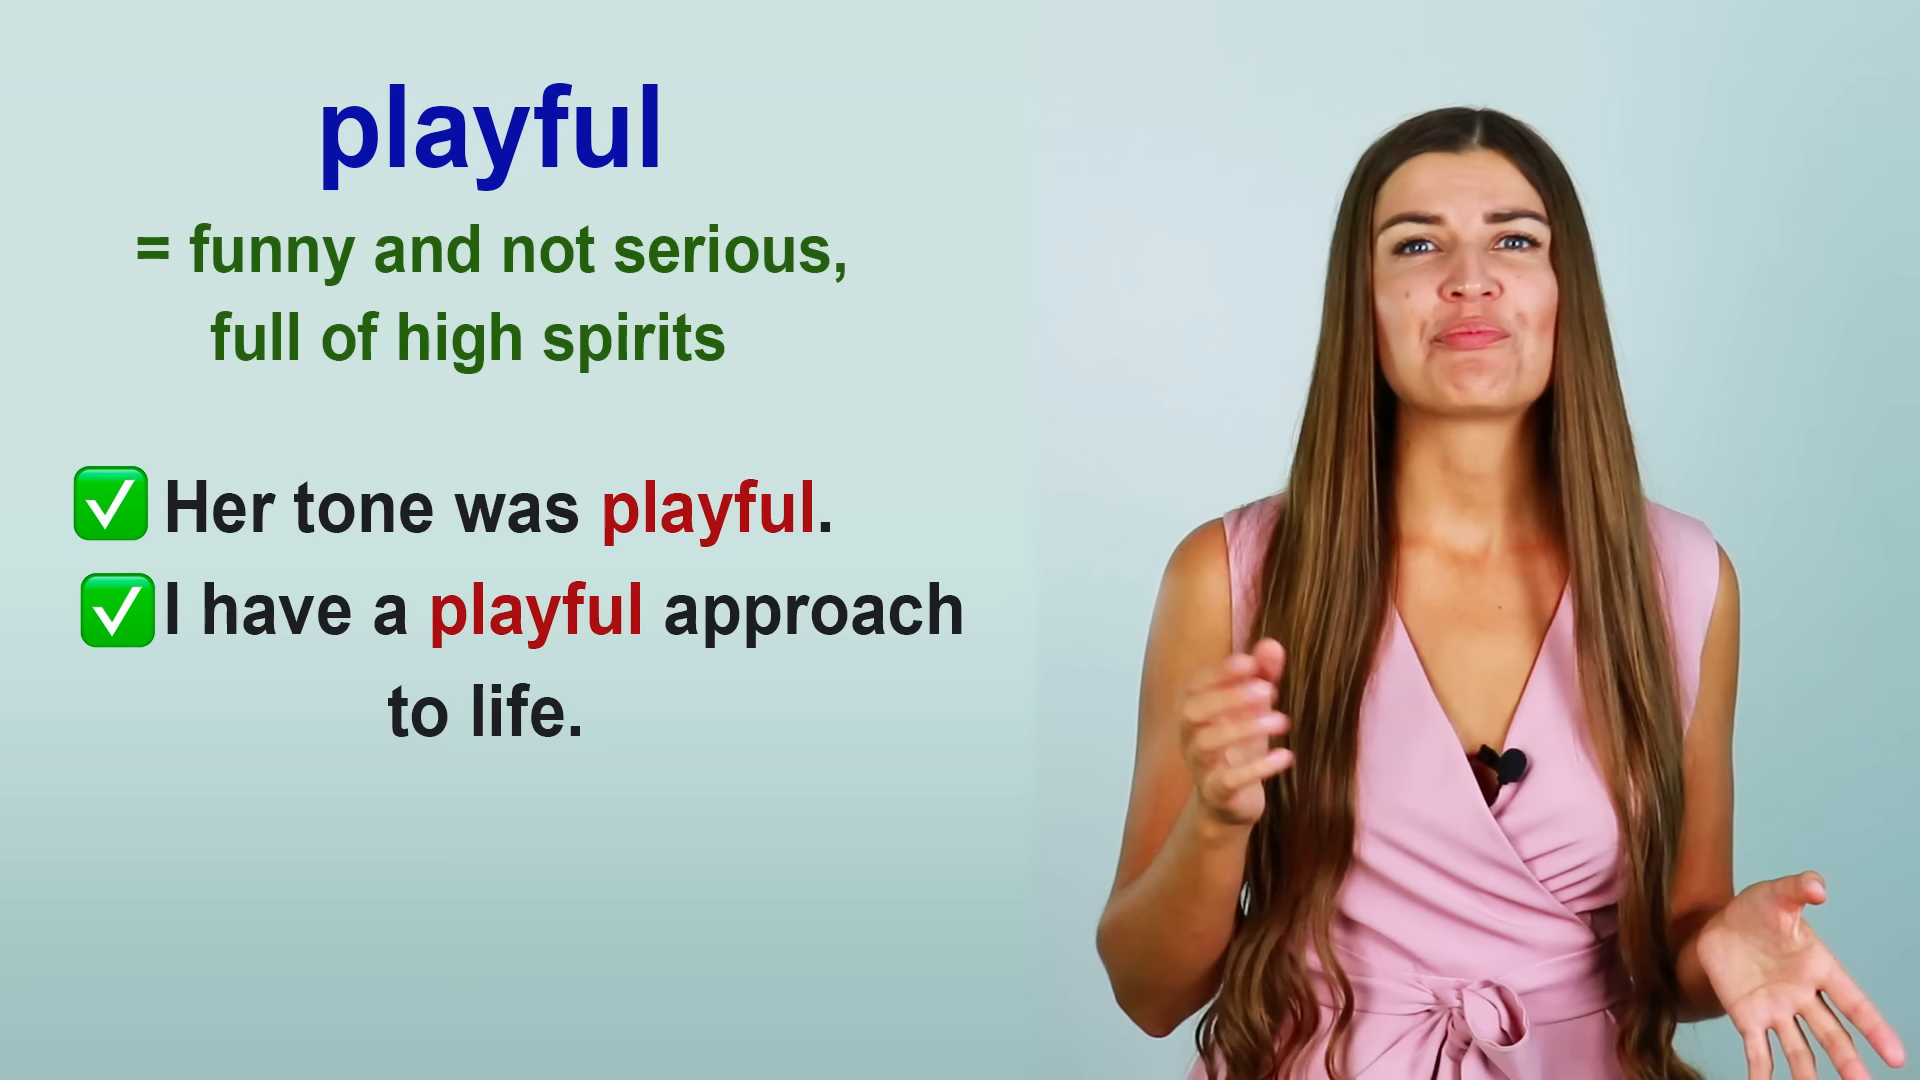 playful
= funny and not serious,
full of high spirits
✅ Her tone was playful.
✅ I have a playful approach
to life.